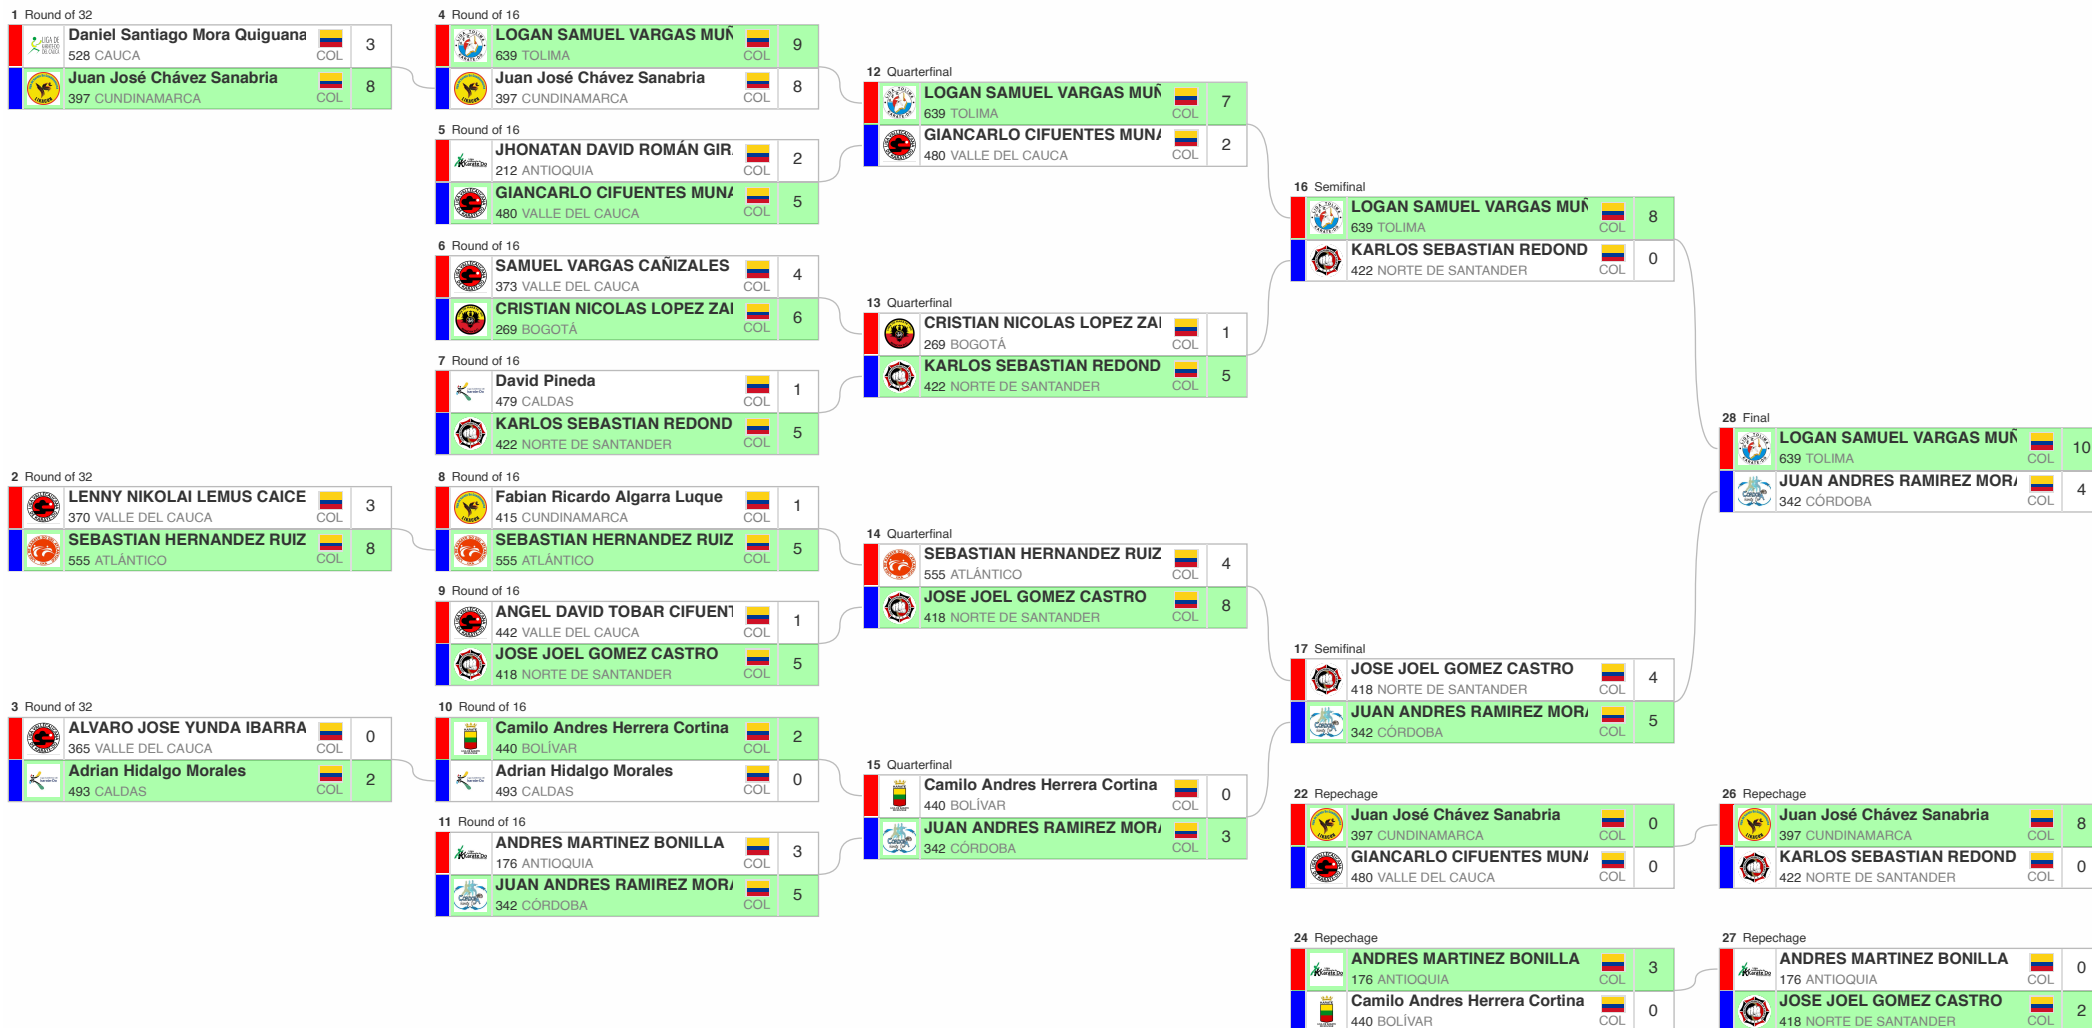 1 Round of 32
Daniel Santiago Mora Quiguana
528 CAUCA
COL
3
Juan José Chávez Sanabria
397 CUNDINAMARCA
COL
8
2 Round of 32
LENNY NIKOLAI LEMUS CAICE
370 VALLE DEL CAUCA
COL
3
SEBASTIAN HERNANDEZ RUIZ
555 ATLÁNTICO
COL
8
3 Round of 32
ALVARO JOSE YUNDA IBARRA
365 VALLE DEL CAUCA
COL
0
Adrian Hidalgo Morales
493 CALDAS
COL
2
4 Round of 16
LOGAN SAMUEL VARGAS MUÑ
639 TOLIMA
COL
9
Juan José Chávez Sanabria
397 CUNDINAMARCA
COL
8
5 Round of 16
JHONATAN DAVID ROMÁN GIR
212 ANTIOQUIA
COL
2
GIANCARLO CIFUENTES MUNA
480 VALLE DEL CAUCA
COL
5
6 Round of 16
SAMUEL VARGAS CAÑIZALES
373 VALLE DEL CAUCA
COL
4
CRISTIAN NICOLAS LOPEZ ZAI
269 BOGOTÁ
COL
6
7 Round of 16
David Pineda
479 CALDAS
COL
1
KARLOS SEBASTIAN REDOND
422 NORTE DE SANTANDER
COL
5
8 Round of 16
Fabian Ricardo Algarra Luque
415 CUNDINAMARCA
COL
1
SEBASTIAN HERNANDEZ RUIZ
555 ATLÁNTICO
COL
5
9 Round of 16
ANGEL DAVID TOBAR CIFUENT
442 VALLE DEL CAUCA
COL
1
JOSE JOEL GOMEZ CASTRO
418 NORTE DE SANTANDER
COL
5
10 Round of 16
Camilo Andres Herrera Cortina
440 BOLÍVAR
COL
2
Adrian Hidalgo Morales
493 CALDAS
COL
0
11 Round of 16
ANDRES MARTINEZ BONILLA
176 ANTIOQUIA
COL
3
JUAN ANDRES RAMIREZ MORA
342 CÓRDOBA
COL
5
12 Quarterfinal
LOGAN SAMUEL VARGAS MUÑ
639 TOLIMA
COL
7
GIANCARLO CIFUENTES MUNA
480 VALLE DEL CAUCA
COL
2
13 Quarterfinal
CRISTIAN NICOLAS LOPEZ ZAI
269 BOGOTÁ
COL
1
KARLOS SEBASTIAN REDOND
422 NORTE DE SANTANDER
COL
5
14 Quarterfinal
SEBASTIAN HERNANDEZ RUIZ
555 ATLÁNTICO
COL
4
JOSE JOEL GOMEZ CASTRO
418 NORTE DE SANTANDER
COL
8
15 Quarterfinal
Camilo Andres Herrera Cortina
440 BOLÍVAR
COL
0
JUAN ANDRES RAMIREZ MORA
342 CÓRDOBA
COL
3
16 Semifinal
LOGAN SAMUEL VARGAS MUÑ
639 TOLIMA
COL
8
KARLOS SEBASTIAN REDOND
422 NORTE DE SANTANDER
COL
0
17 Semifinal
JOSE JOEL GOMEZ CASTRO
418 NORTE DE SANTANDER
COL
4
JUAN ANDRES RAMIREZ MORA
342 CÓRDOBA
COL
5
22 Repechage
Juan José Chávez Sanabria
397 CUNDINAMARCA
COL
0
GIANCARLO CIFUENTES MUNA
480 VALLE DEL CAUCA
COL
0
24 Repechage
ANDRES MARTINEZ BONILLA
176 ANTIOQUIA
COL
3
Camilo Andres Herrera Cortina
440 BOLÍVAR
COL
0
28 Final
LOGAN SAMUEL VARGAS MUÑ
639 TOLIMA
COL
10
JUAN ANDRES RAMIREZ MORA
342 CÓRDOBA
COL
4
26 Repechage
Juan José Chávez Sanabria
397 CUNDINAMARCA
COL
8
KARLOS SEBASTIAN REDOND
422 NORTE DE SANTANDER
COL
0
27 Repechage
ANDRES MARTINEZ BONILLA
176 ANTIOQUIA
COL
0
JOSE JOEL GOMEZ CASTRO
418 NORTE DE SANTANDER
COL
2